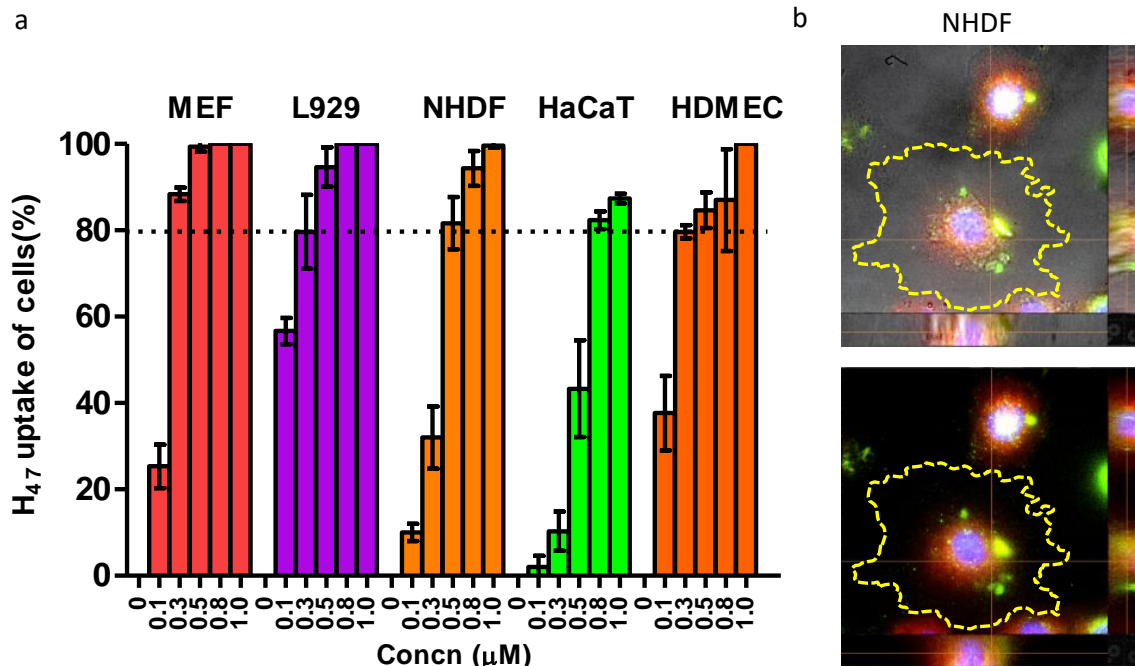 a
b
NHDF
MEF L929 NHDF HaCaT HDMEC
H47 uptake of cells(%)
100
80
60
40
20
0
0 0.1 0.3 0.5 0.8 1.0 0 0.1 0.3 0.5 0.8 1.0 0 0.1 0.3 0.5 0.8 1.0 0 0.1 0.3 0.5 0.8 1.0 0 0.1 0.3 0.5 0.8 1.0
Concn (μM)